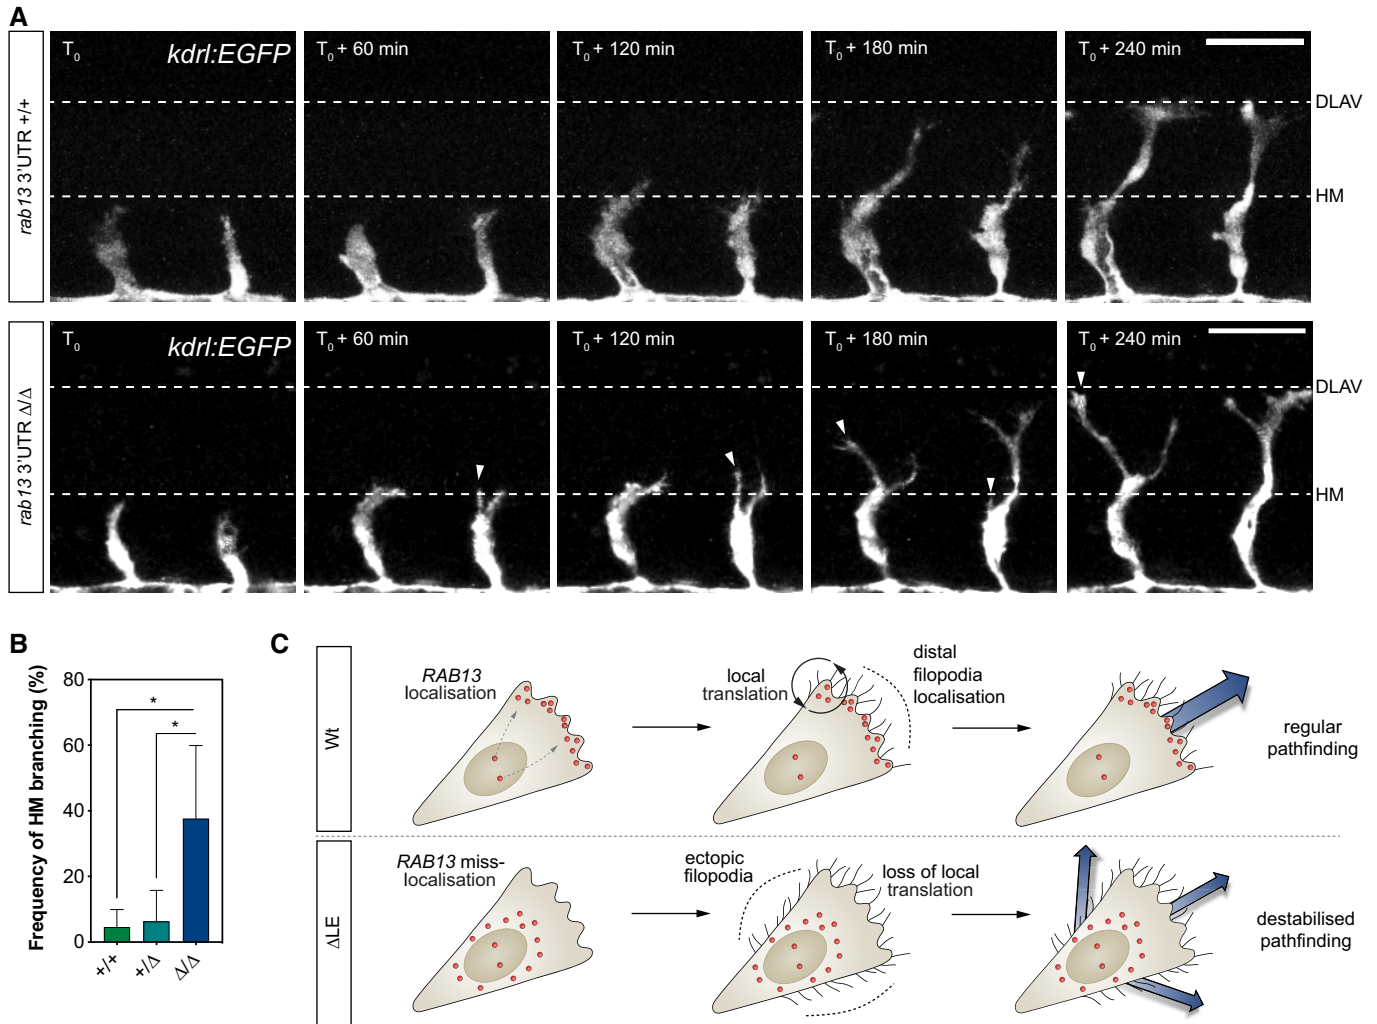 A
rab13 3'UTR +/+
T0
kdrl:EGFP
T0 + 60 min
T0 + 120 min
T0 + 180 min
T0 + 240 min
DLAV
HM
rab13 3'UTR Δ/Δ
T0
kdrl:EGFP
T0 + 60 min
T0 + 120 min
T0 + 180 min
T0 + 240 min
DLAV
HM
B
Frequency of HM branching (%)
80
60
40
20
0
*
*
+/+
+/Δ
Δ/Δ
C
Wt
RAB13
localisation
local
translation
distal
filopodia
localisation
regular
pathfinding
ΔLE
RAB13 miss-
localisation
ectopic
filopodia
loss of local
translation
destabilised
pathfinding